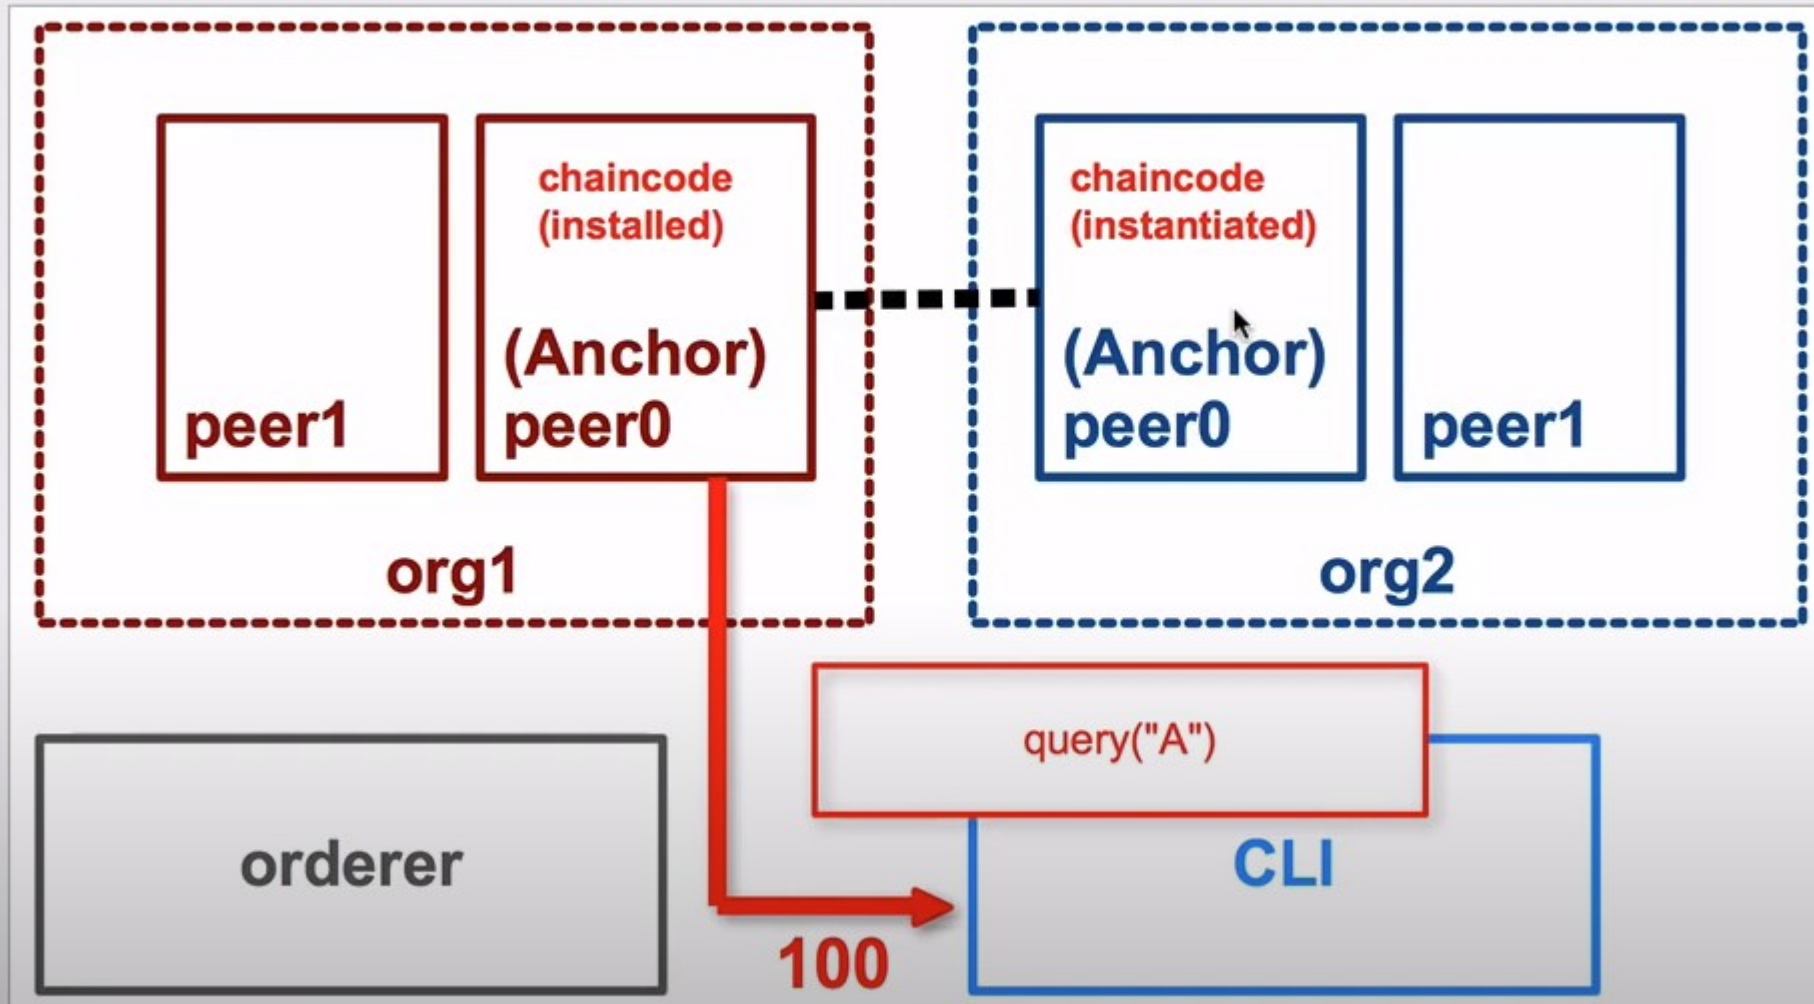 chaincode
(installed)
(Anchor)
peer0
peer1
org1
chaincode
(instantiated)
(Anchor)
peer0
peer1
org2
query("A")
orderer
CLI
100